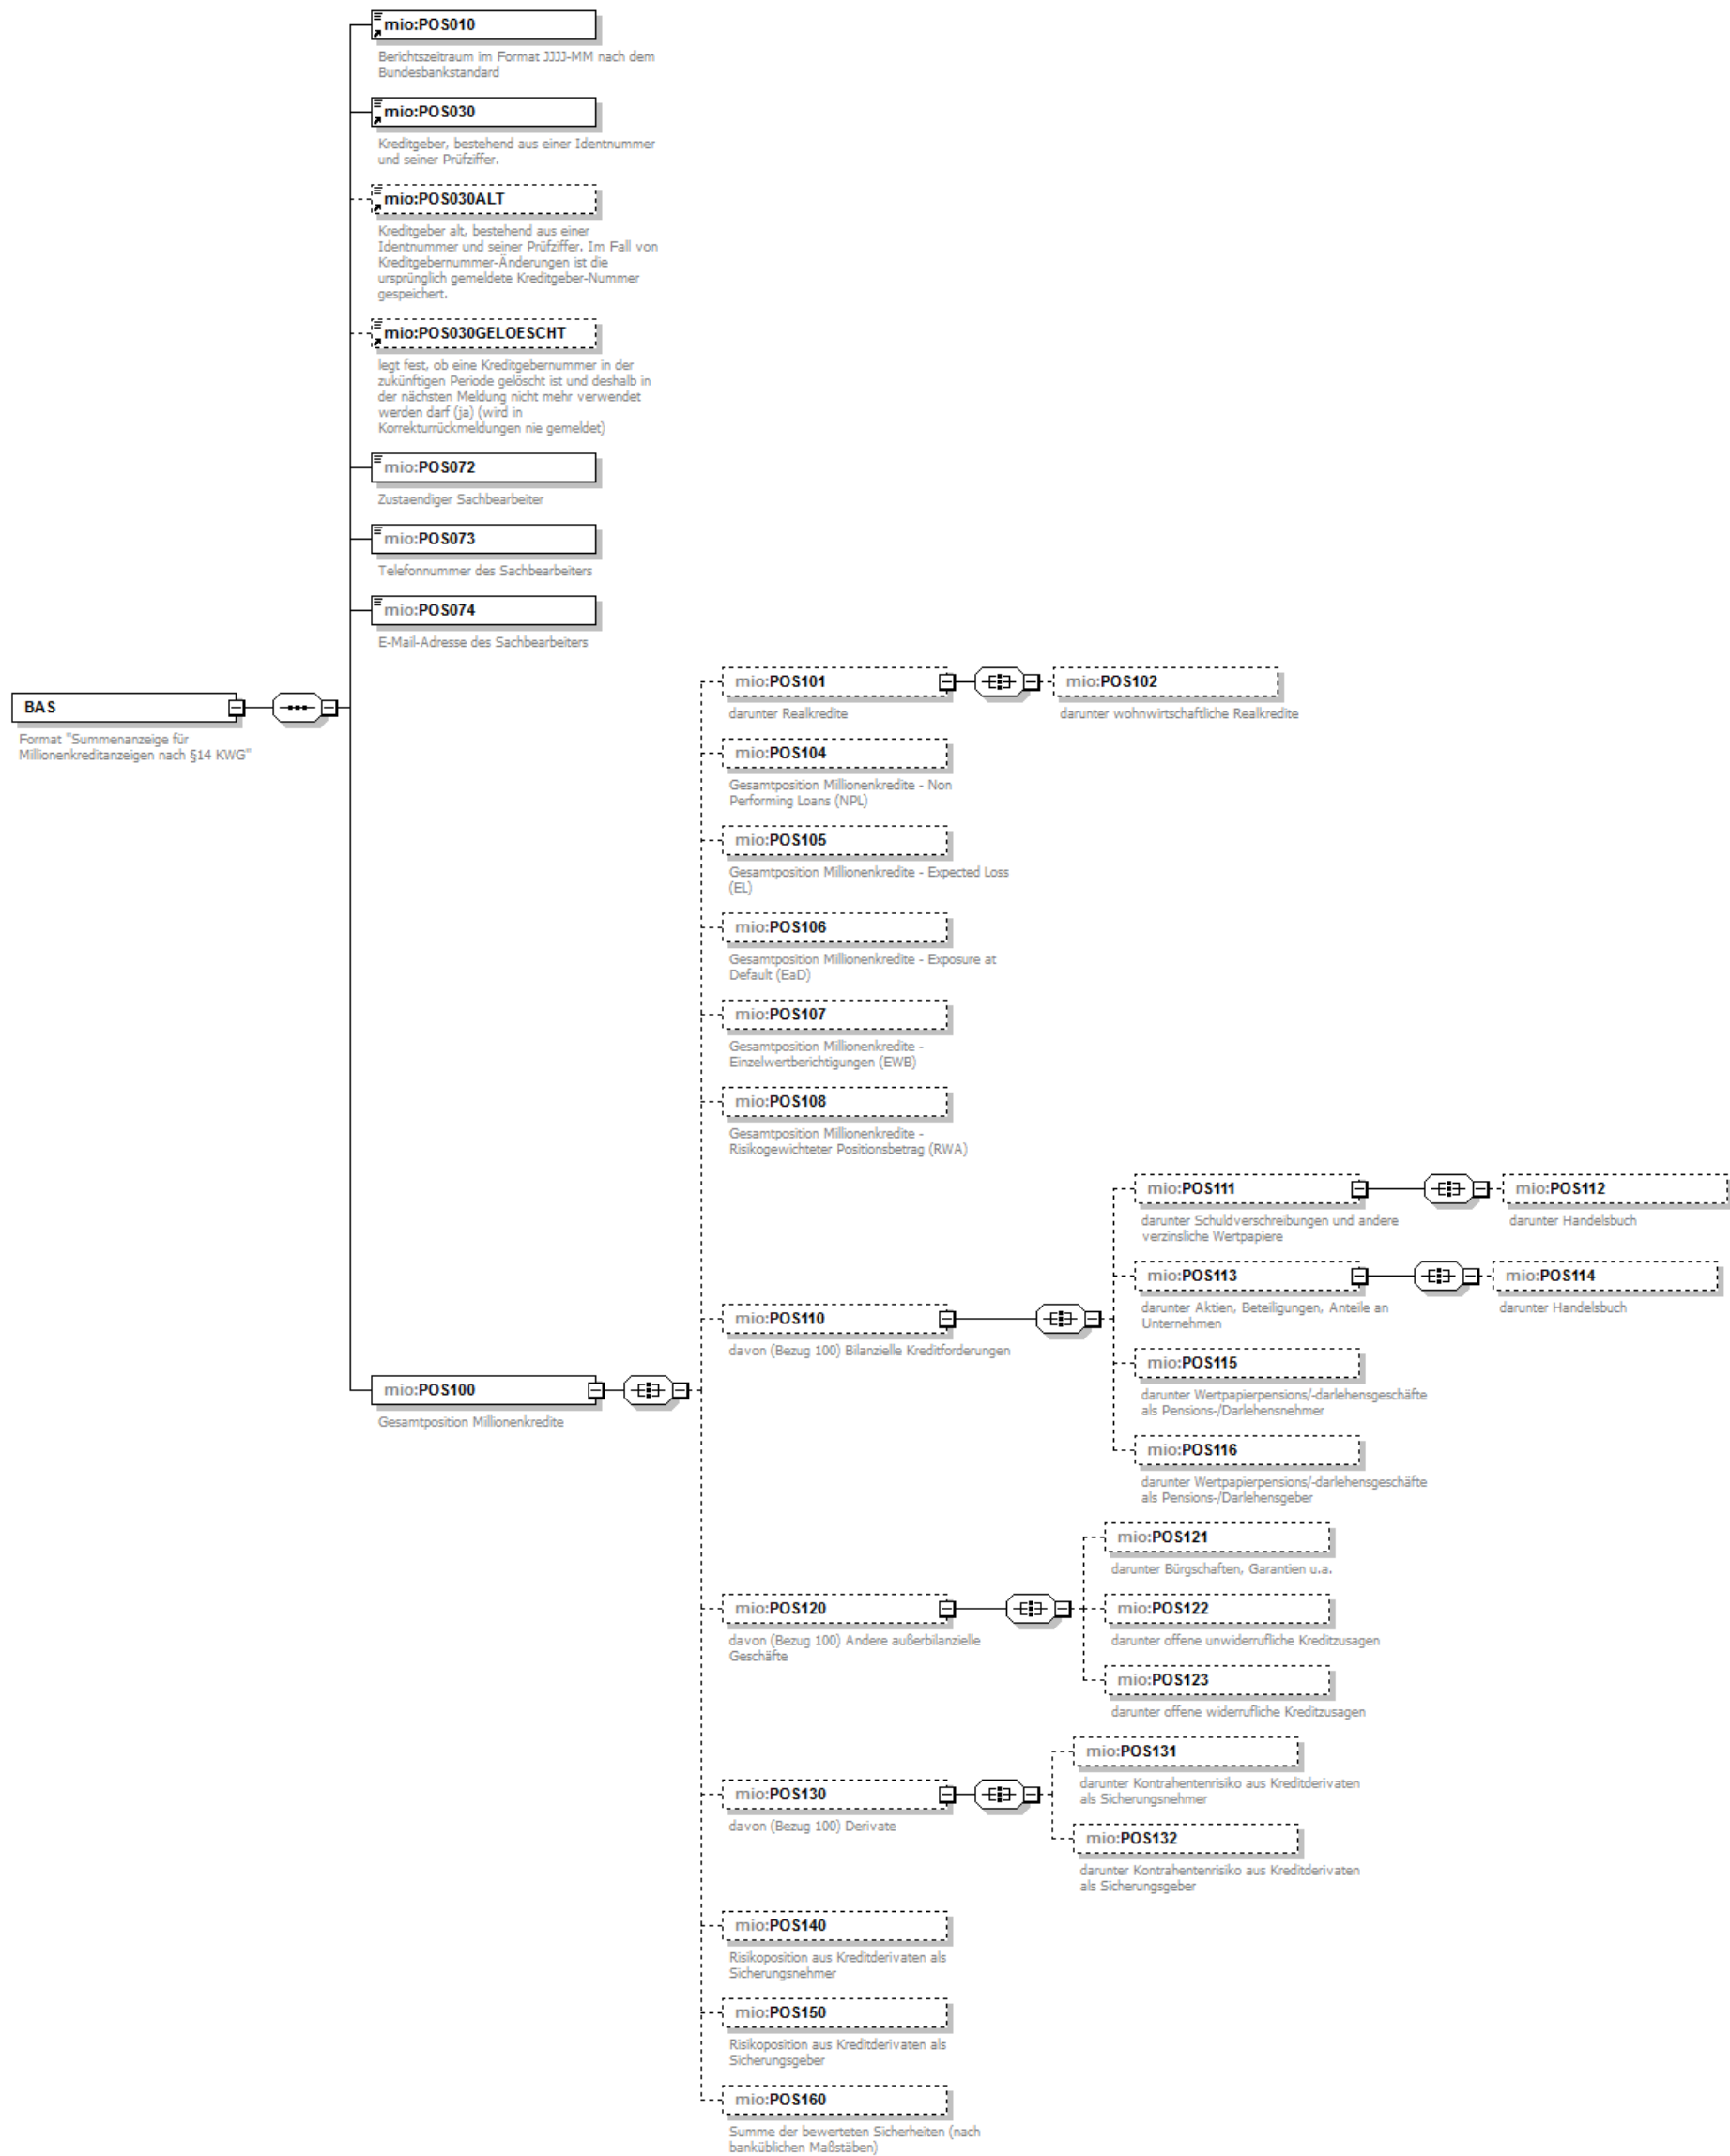 mio:POS010
Berichtszeitraum im Format JJJJ-MM nach dem
Bundesbankstandard
mio:POS030
Kreditgeber, bestehend aus einer Identnummer
und seiner Prüfziffer.
mio:POS030ALT
Kreditgeber alt, bestehend aus einer
Identnummer und seiner Prüfziffer. Im Fall von
Kreditgebernummer-Änderungen ist die
ursprünglich gemeldete Kreditgeber-Nummer
gespeichert.
mio:POS030GELOESCHT
legt fest, ob eine Kreditgebernummer in der
zukünftigen Periode gelöscht ist und deshalb in
der nächsten Meldung nicht mehr verwendet
werden darf (ja) (wird in
Korrekturrückmeldungen nie gemeldet)
mio:POS072
Zustaendiger Sachbearbeiter
mio:POS073
Telefonnummer des Sachbearbeiters
mio:POS074
E-Mail-Adresse des Sachbearbeiters
BAS
Format "Summenanzeige für
Millionenkreditanzeigen nach §14 KWG"
mio:POS101
darunter Realkredite
mio:POS102
darunter wohnwirtschaftliche Realkredite
mio:POS104
Gesamtposition Millionenkredite - Non
Performing Loans (NPL)
mio:POS105
Gesamtposition Millionenkredite - Expected Loss
(EL)
mio:POS106
Gesamtposition Millionenkredite - Exposure at
Default (EaD)
mio:POS107
Gesamtposition Millionenkredite -
Einzelwertberichtigungen (EWB)
mio:POS108
Gesamtposition Millionenkredite -
Risikogewichteter Positionsbetrag (RWA)
mio:POS111
darunter Schuldverschreibungen und andere
verzinsliche Wertpapiere
mio:POS112
darunter Handelsbuch
mio:POS113
darunter Aktien, Beteiligungen, Anteile an
Unternehmen
mio:POS114
darunter Handelsbuch
mio:POS110
davon (Bezug 100) Bilanzielle Kreditforderungen
mio:POS115
darunter Wertpapierpensions/-darlehensgeschäfte
als Pensions-/Darlehensnehmer
mio:POS100
Gesamtposition Millionenkredite
mio:POS116
darunter Wertpapierpensions/-darlehensgeschäfte
als Pensions-/Darlehensgeber
mio:POS121
darunter Bürgschaften, Garantien u.a.
mio:POS120
davon (Bezug 100) Andere außerbilanzielle
Geschäfte
mio:POS122
darunter offene unwiderrufliche Kreditzusagen
mio:POS123
darunter offene widerrufliche Kreditzusagen
mio:POS131
darunter Kontrahentenrisiko aus Kreditderivaten
als Sicherungsnehmer
mio:POS130
davon (Bezug 100) Derivate
mio:POS132
darunter Kontrahentenrisiko aus Kreditderivaten
als Sicherungsgeber
mio:POS140
Risikoposition aus Kreditderivaten als
Sicherungsnehmer
mio:POS150
Risikoposition aus Kreditderivaten als
Sicherungsgeber
mio:POS160
Summe der bewerteten Sicherheiten (nach
banküblichen Maßstäben)